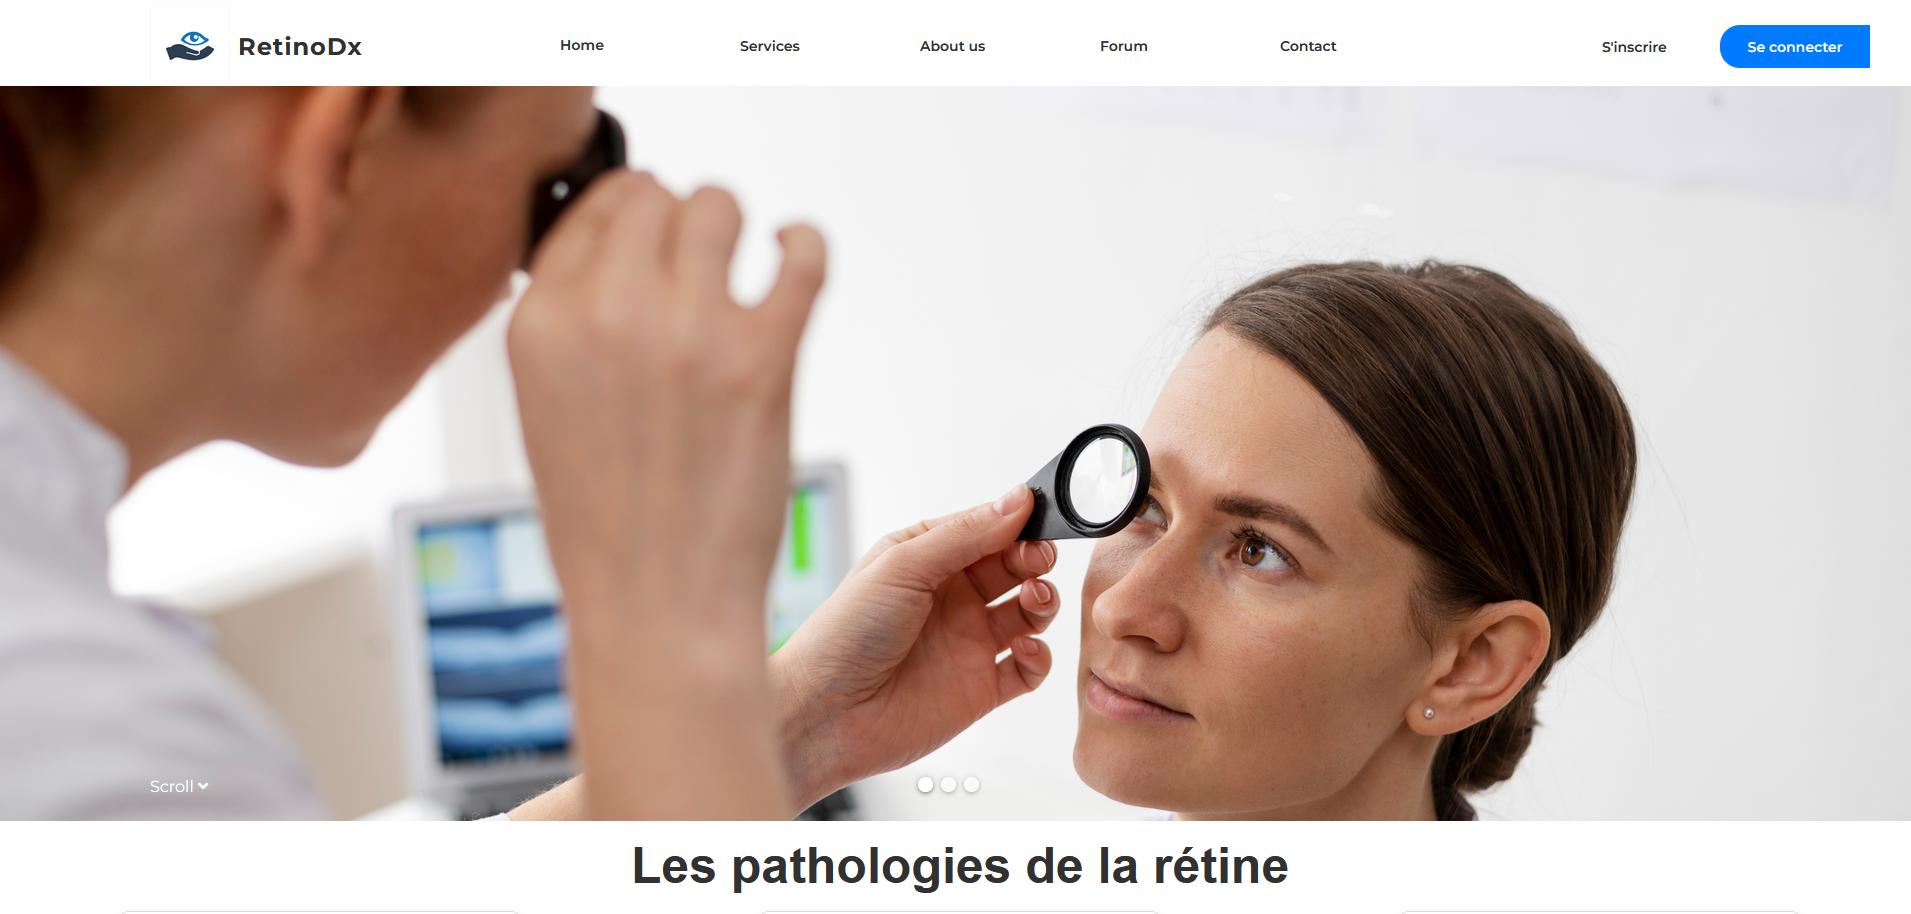 RetinoDx
Home
Services
About us
Forum
Contact
S'inscrire
Se connecter
Scroll
Les pathologies de la rétine